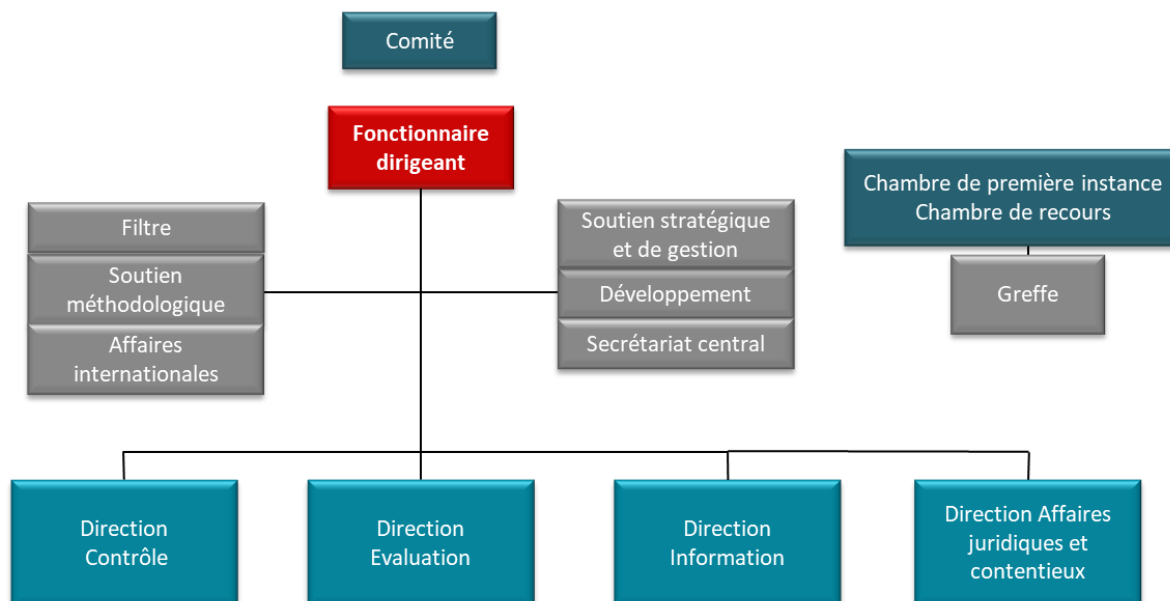 Comité
Fonctionnaire
dirigeant
Chambre de première instance
Chambre de recours
Greffe
Filtre
Soutien
méthodologique
Affaires
internationales
Soutien stratégique
et de gestion
Développement
Secrétariat central
Direction
Contrôle
Direction
Evaluation
Direction
Information
Direction Affaires
juridiques et
contentieux